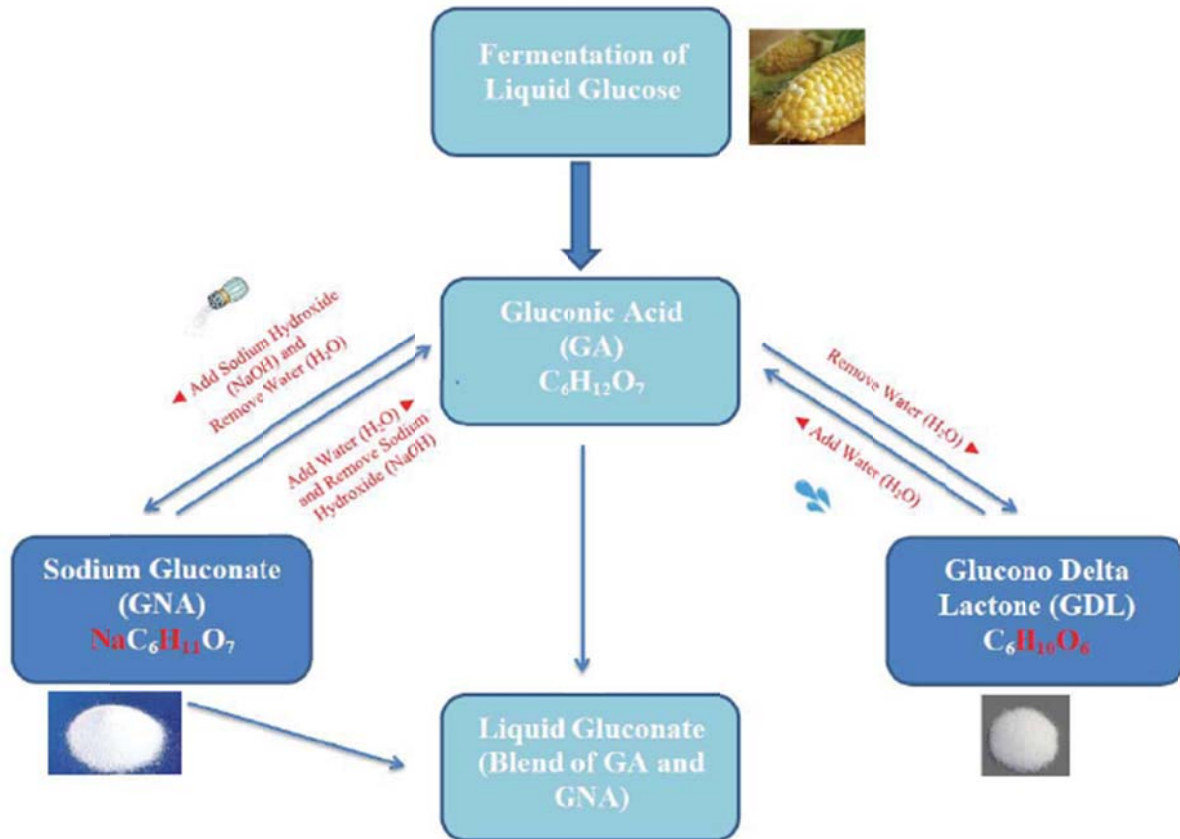 Fermentation of
Liquid Glucose
Gluconic Acid
(GA)
C₆H₁₂O₇
◄ Add Sodium Hydroxide
(NaOH) and
Remove Water (H₂O)
Add Water (H₂O) ►
and Remove Sodium
Hydroxide (NaOH)
Remove Water (H₂O) ►
◄ Add Water (H₂O)
Sodium Gluconate
(GNA)
NaC₆H₁₁O₇
Glucono Delta
Lactone (GDL)
C₆H₁₀O₆
Liquid Gluconate
(Blend of GA and
GNA)